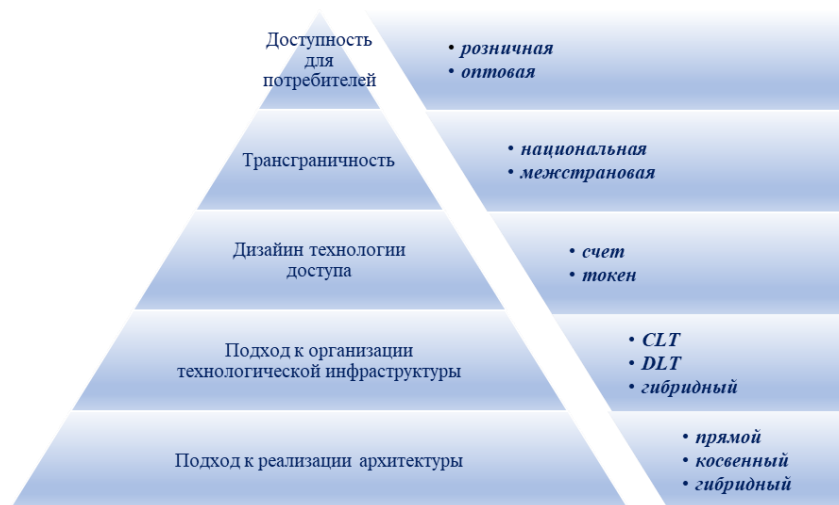 Доступность
для
потребителей
• розничная
• оптовая
Трансграничность
• национальная
• межстрановая
Дизайин технологии
доступа
• счет
• токен
Подход к организации
технологической инфраструктуры
• CLT
• DLT
• гибридный
Подход к реализации архитектуры
• прямой
• косвенный
• гибридный